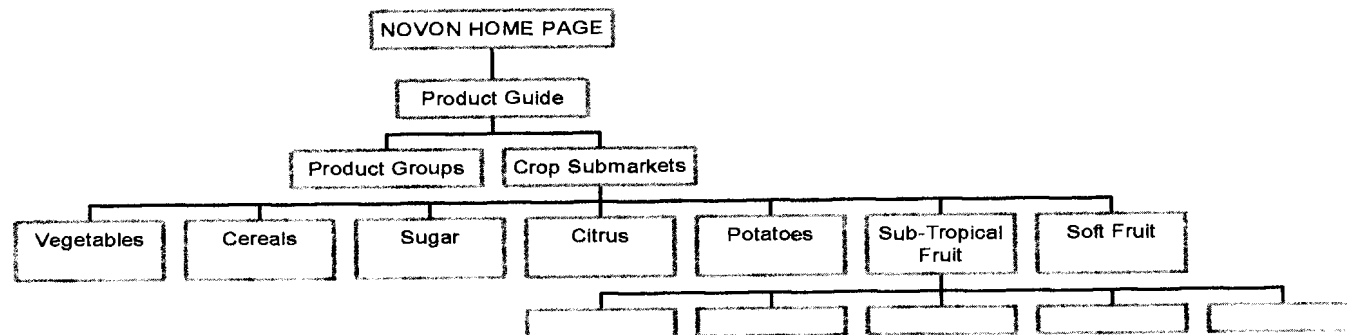 NOVON HOME PAGE
Product Guide
Product Groups
Crop Submarkets
Vegetables
Cereals
Sugar
Citrus
Potatoes
Sub-Tropical
Fruit
Soft Fruit